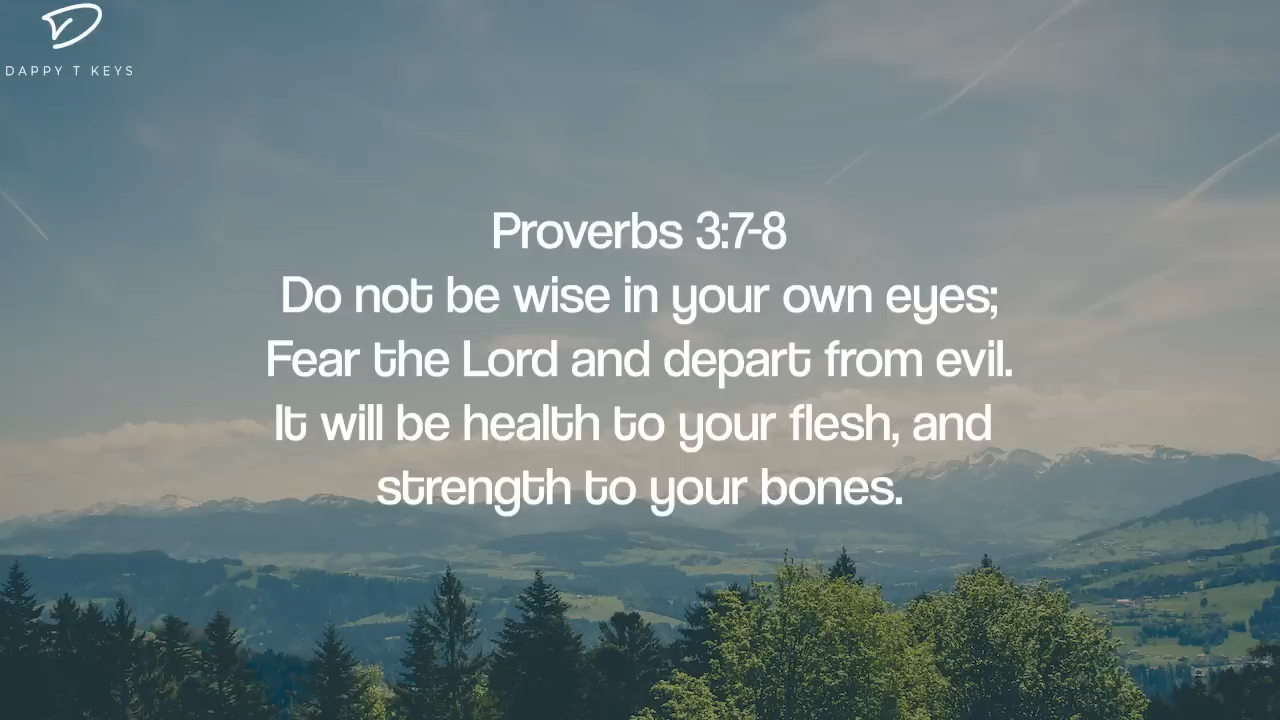 DAPPY T KEYS
Proverbs 3:7-8
Do not be wise in your own eyes;
Fear the Lord and depart from evil.
It will be health to your flesh, and
strength to your bones.